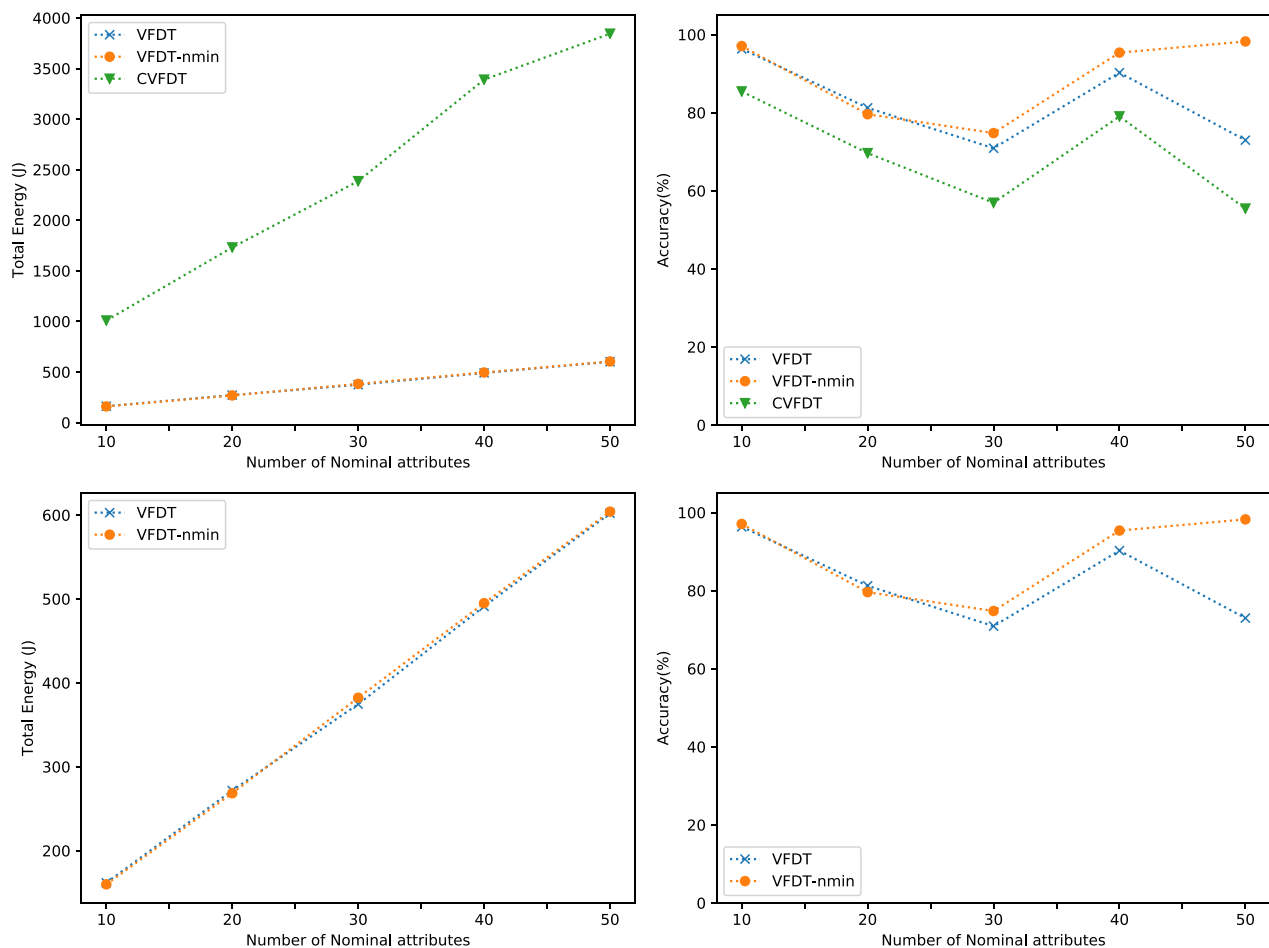 4000
3500
3000
2500
2000
1500
1000
500
0
Total Energy (J)
VFDT
VFDT-nmin
CVFDT
10 20 30 40 50
Number of Nominal attributes
100
80
60
40
20
0
Accuracy(%)
VFDT
VFDT-nmin
CVFDT
10 20 30 40 50
Number of Nominal attributes
600
500
400
300
200
Total Energy (J)
VFDT
VFDT-nmin
10 20 30 40 50
Number of Nominal attributes
100
80
60
40
20
0
Accuracy(%)
VFDT
VFDT-nmin
10 20 30 40 50
Number of Nominal attributes